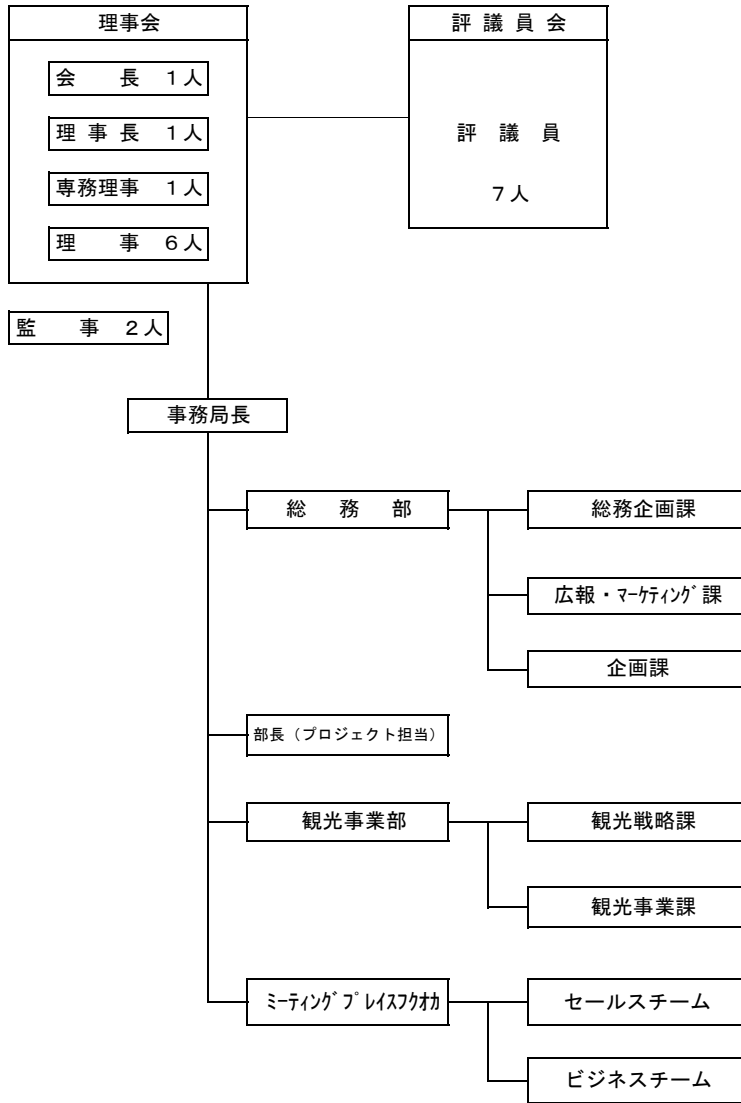 理事会
会　　長　１人
理 事 長　１人
専務理事　１人
理　　事　６人
評 議 員 会
評　議　員
７人
監　　事　２人
事務局長
総　務　部
総務企画課
広報・ﾏｰｹﾃｨﾝｸﾞ課
企画課
部長（プロジェクト担当）
観光事業部
観光戦略課
観光事業課
ﾐｰﾃｨﾝｸﾞﾌﾟﾚｲｽﾌｸｵｶ
セールスチーム
ビジネスチーム